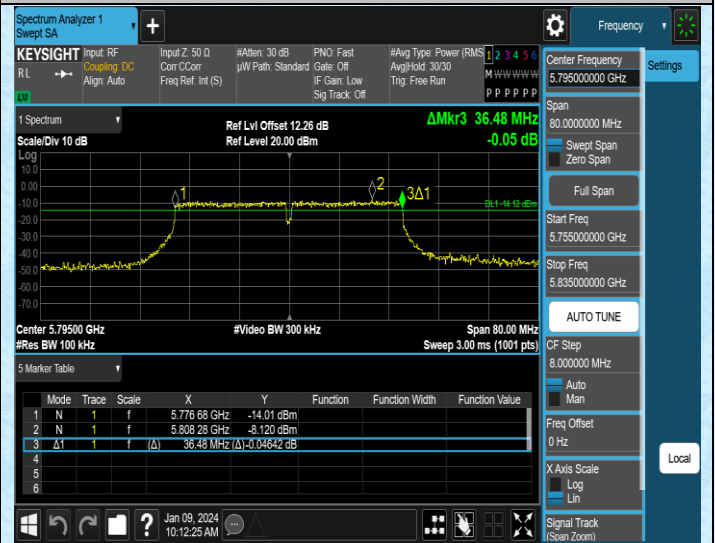 Spectrum Analyzer 1
Swept SA
Frequency
KEYSIGHT
RL
LXI
Input: RF
Coupling: DC
Align: Auto
Input Z: 50 Ω
Corr CCorr
Freq Ref: Int (S)
#Atten: 30 dB
µW Path: Standard
PNO: Fast
Gate: Off
IF Gain: Low
Sig Track: Off
#Avg Type: Power (RMS
Avg|Hold: 30/30
Trig: Free Run
1 2 3 4 5 6
M W W W W W
P P P P P P
1 Spectrum
Scale/Div 10 dB
Ref Lvl Offset 12.26 dB
Ref Level 20.00 dBm
ΔMkr3 36.48 MHz
-0.05 dB
Log
10.0
0.00
-10.0
-20.0
-30.0
-40.0
-50.0
-60.0
-70.0
1
2
3Δ1
DL1 -14.12 dBm
Center 5.79500 GHz
#Res BW 100 kHz
#Video BW 300 kHz
Span 80.00 MHz
Sweep 3.00 ms (1001 pts)
5 Marker Table
Mode Trace Scale X Y Function Function Width Function Value
1 N 1 f 5.776 68 GHz -14.01 dBm
2 N 1 f 5.808 28 GHz -8.120 dBm
3 Δ1 1 f (Δ) 36.48 MHz (Δ) -0.04642 dB
4
5
6
?
Jan 09, 2024
10:12:25 AM
Center Frequency
5.795000000 GHz
Settings
Span
80.0000000 MHz
Swept Span
Zero Span
Full Span
Start Freq
5.755000000 GHz
Stop Freq
5.835000000 GHz
AUTO TUNE
CF Step
8.000000 MHz
Auto
Man
Freq Offset
0 Hz
X Axis Scale
Log
Lin
Local
Signal Track
(Span Zoom)